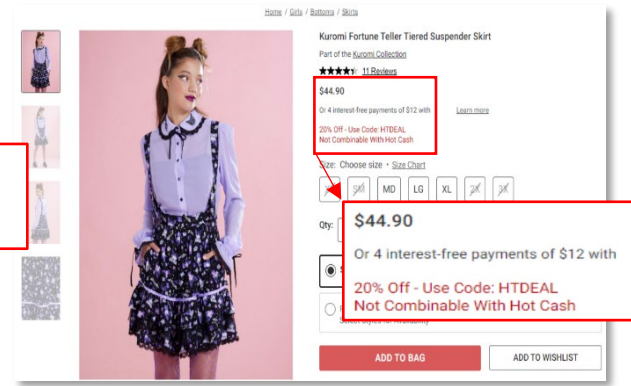 Home / Girls / Bottoms / Skirts
Kuromi Fortune Teller Tiered Suspender Skirt
Part of the Kuromi Collection
11 Reviews
$44.90
Or 4 interest-free payments of $12 with Learn more
20% Off - Use Code: HTDEAL
Not Combinable With Hot Cash
Size: Choose size • Size Chart
SM MD LG XL 2X 3X
Qty:
$44.90
Or 4 interest-free payments of $12 with
20% Off - Use Code: HTDEAL
Not Combinable With Hot Cash
ADD TO BAG
ADD TO WISHLIST